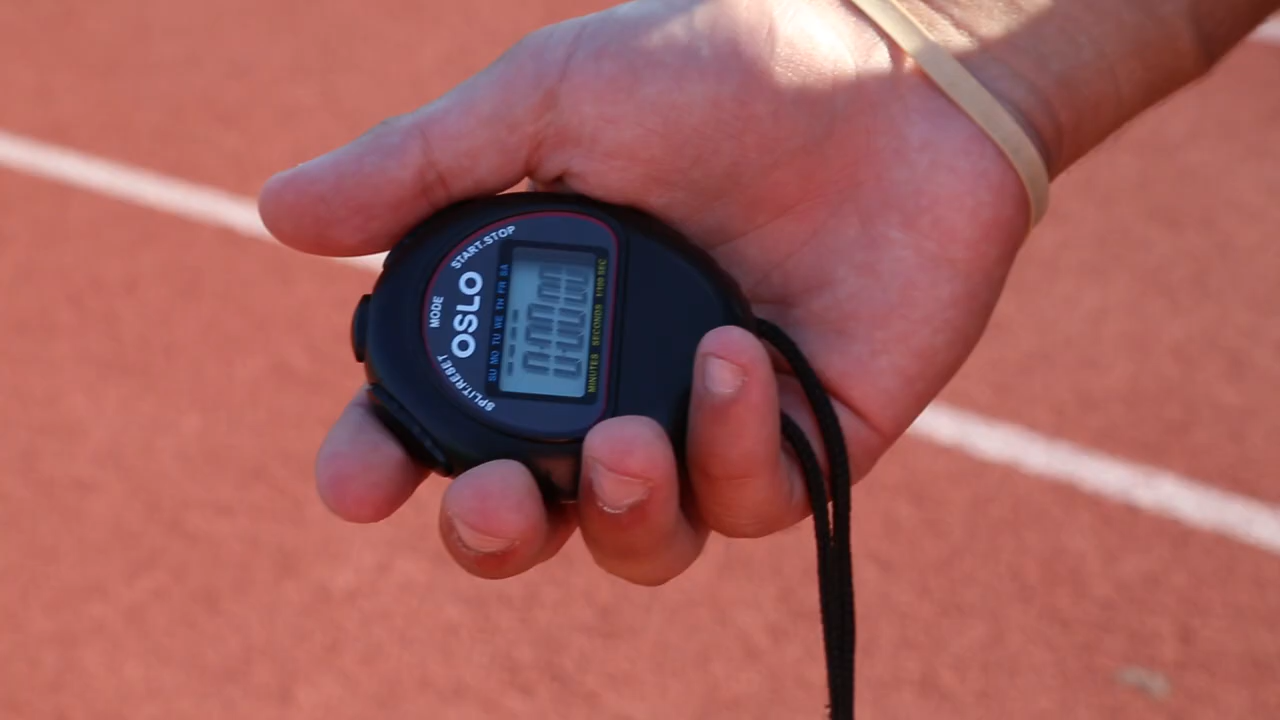 START.STOP
MODE
SPLIT.RESET
OSLO
SU MO TU WE TH FR SA
0:00.00
MINUTES SECONDS 1/100 SEC